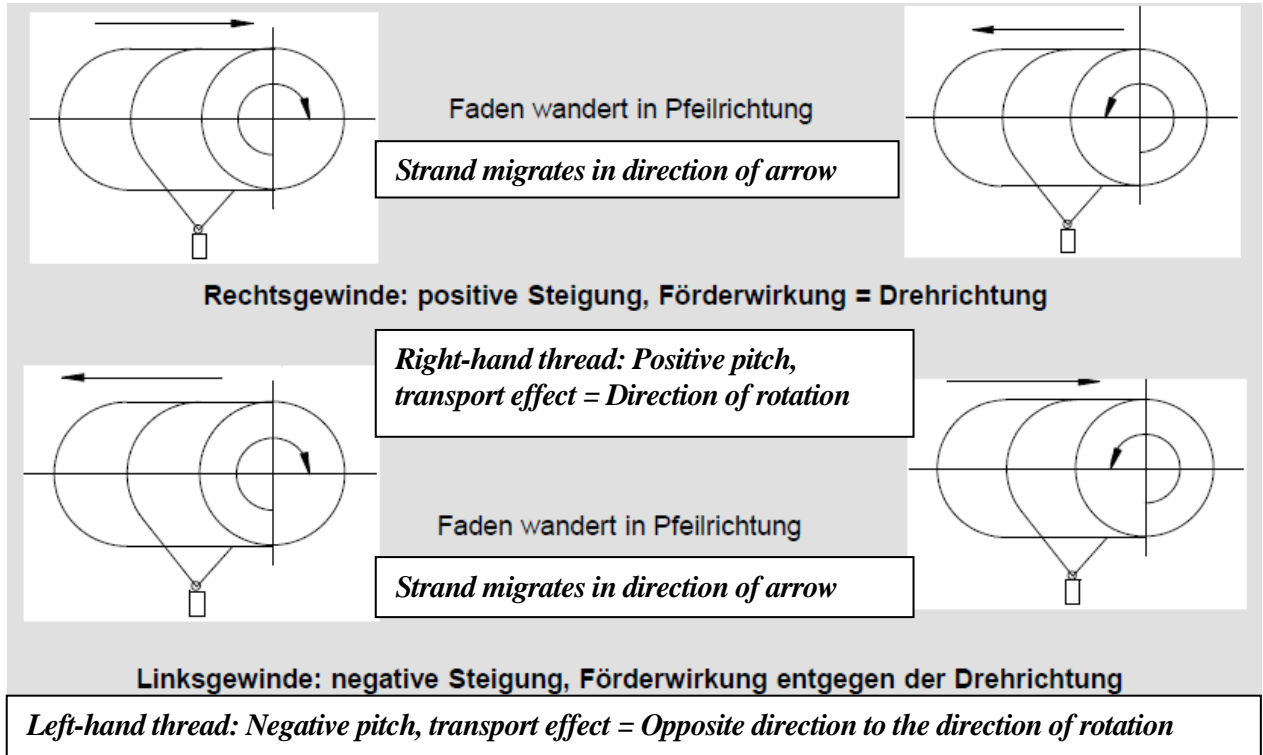 Faden wandert in Pfeilrichtung
Strand migrates in direction of arrow
Rechtsgewinde: positive Steigung, Förderwirkung = Drehrichtung
Right-hand thread: Positive pitch,
transport effect = Direction of rotation
Faden wandert in Pfeilrichtung
Strand migrates in direction of arrow
Linksgewinde: negative Steigung, Förderwirkung entgegen der Drehrichtung
Left-hand thread: Negative pitch, transport effect = Opposite direction to the direction of rotation